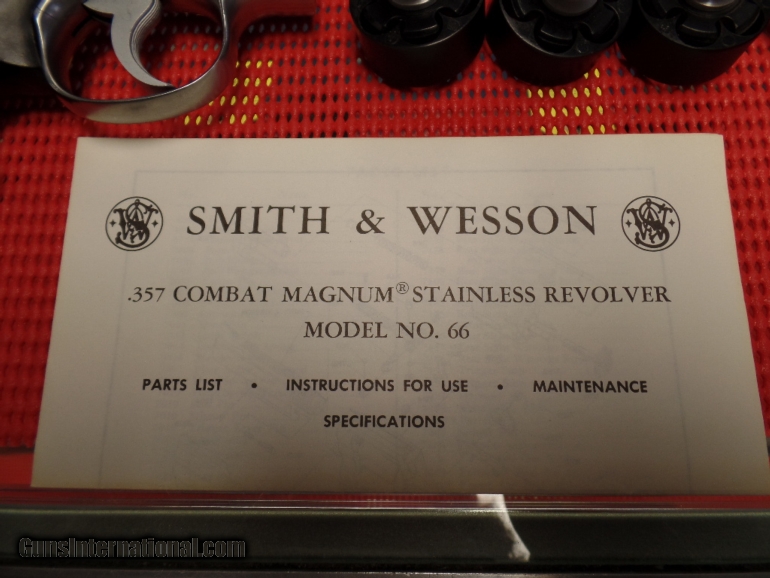 SMITH & WESSON
.357 COMBAT MAGNUM® STAINLESS REVOLVER
MODEL NO. 66
PARTS LIST • INSTRUCTIONS FOR USE • MAINTENANCE
SPECIFICATIONS
GunsInternational.com